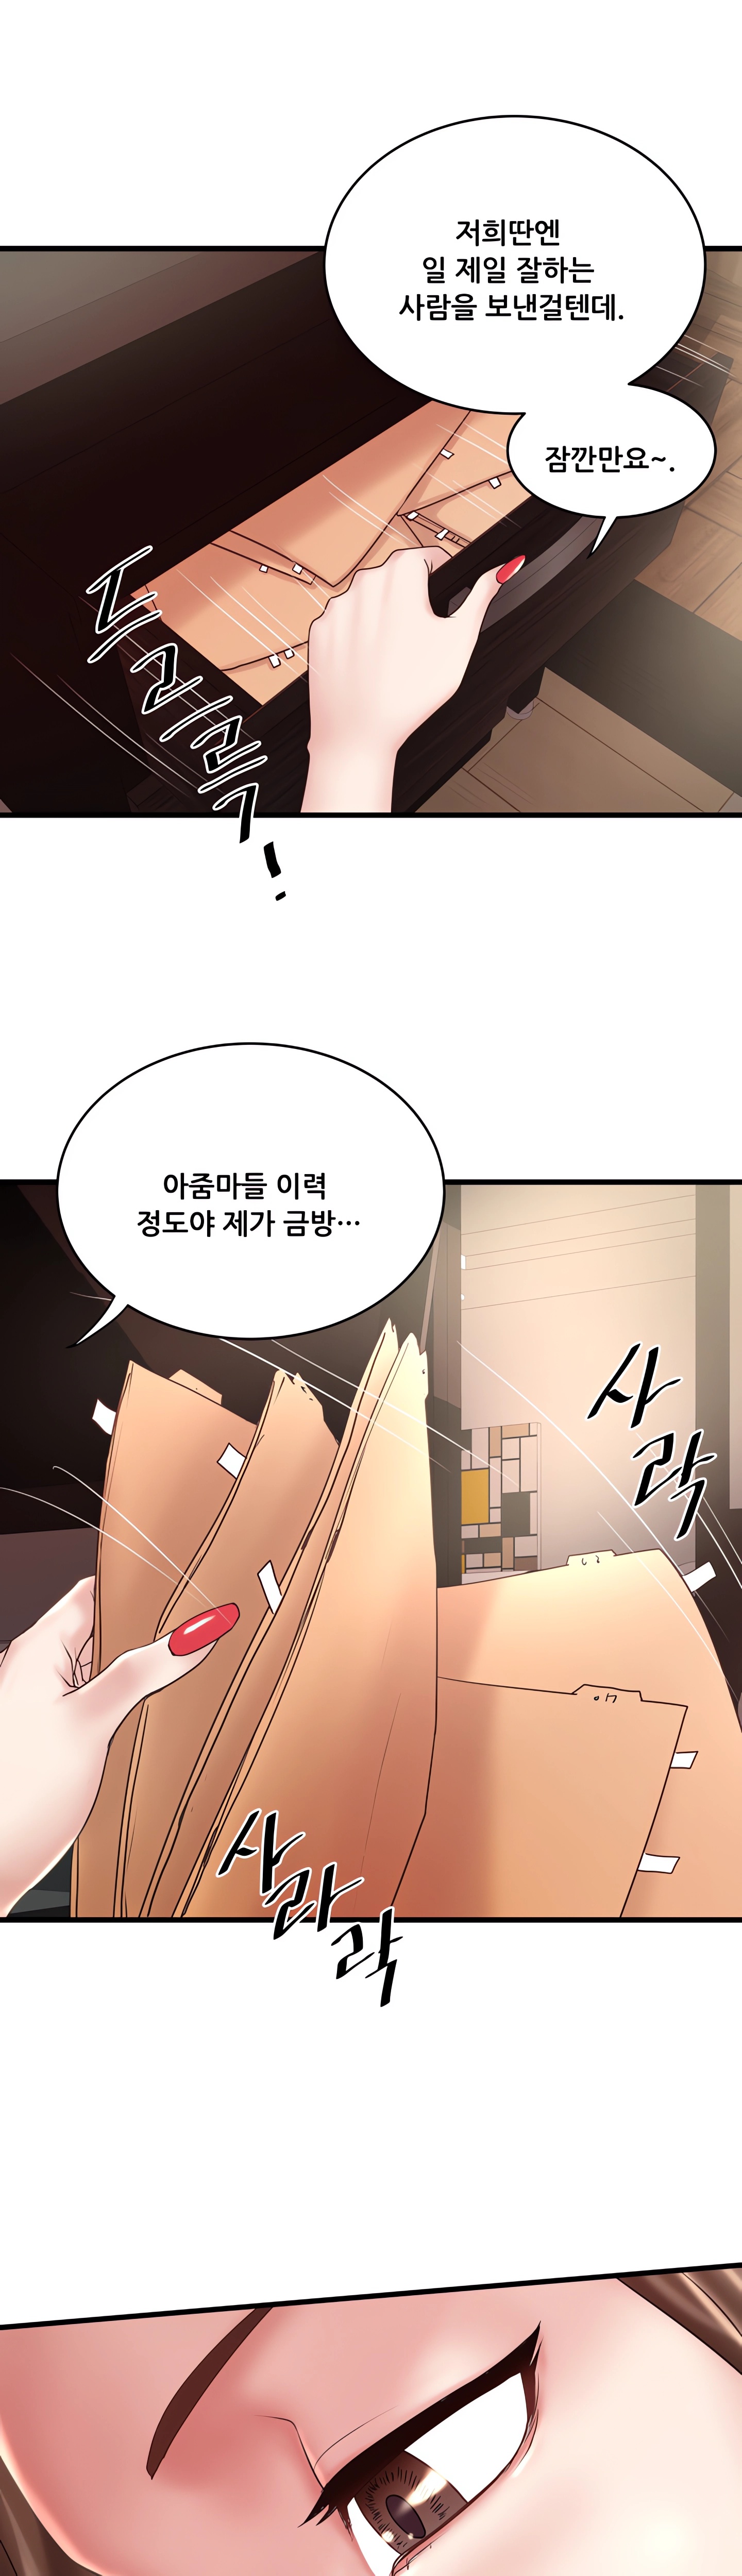 저희딴엔
일 제일 잘하는
사람을 보낸걸텐데.
잠깐만요~.
드르륵!
아줌마들 이력
정도야 제가 금방…
사락
애
사라락